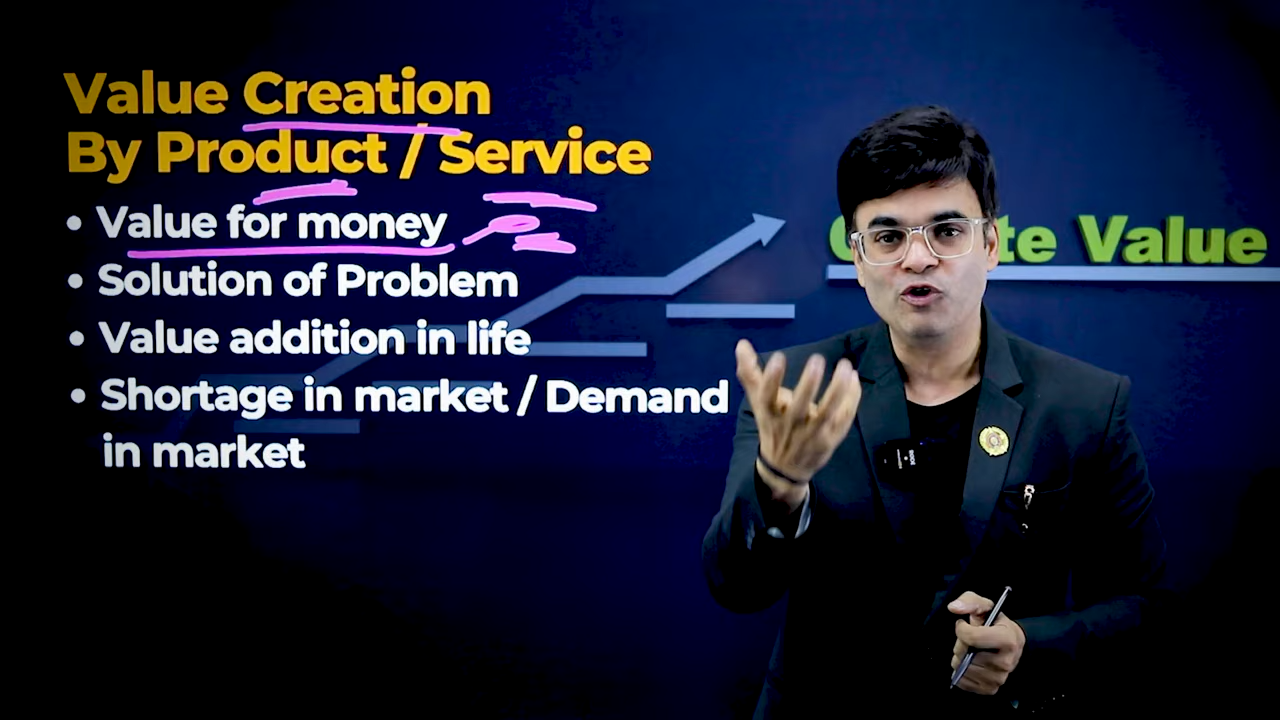 Value Creation
By Product / Service
• Value for money
• Solution of Problem
• Value addition in life
• Shortage in market / Demand
in market
Value